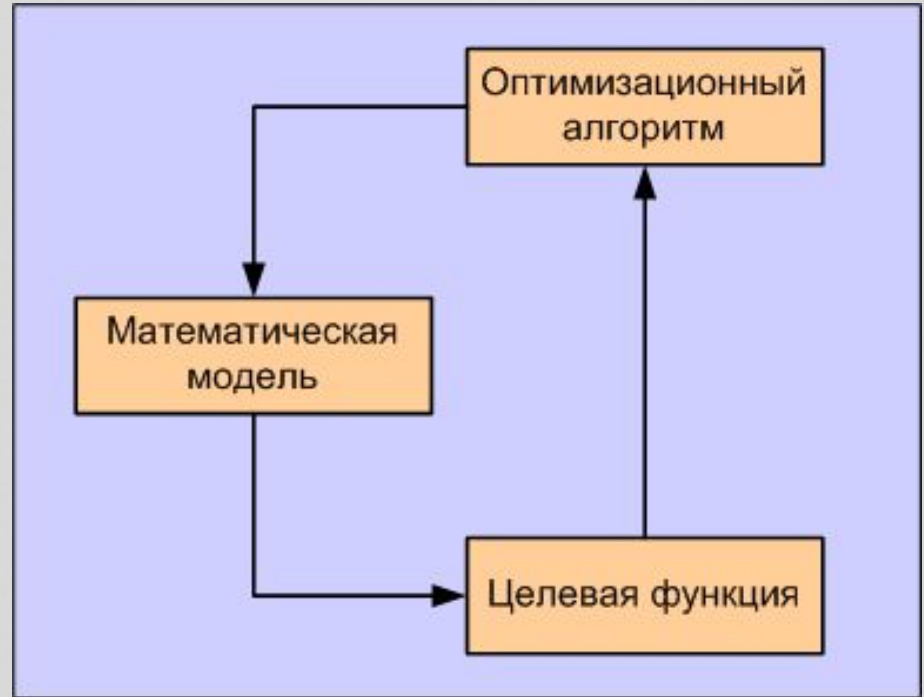 Оптимизационный
алгоритм
Математическая
модель
Целевая функция